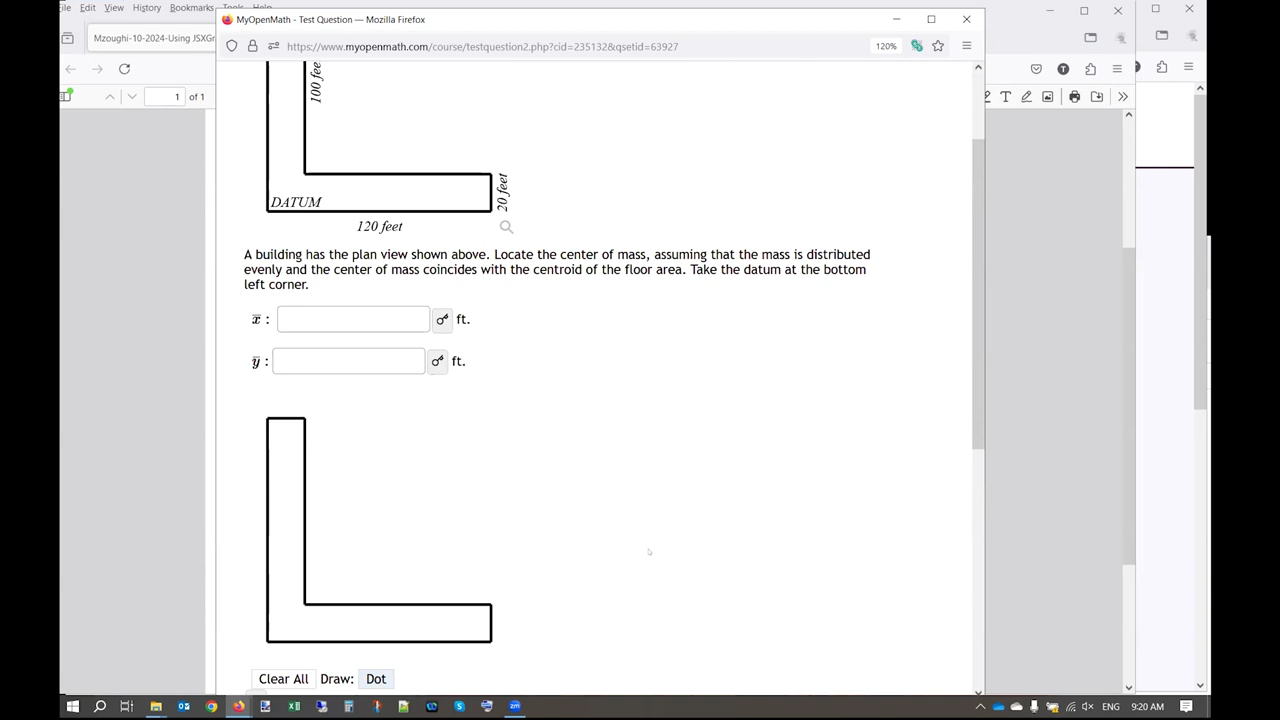 ile Edit View History Bookmarks Tools
MyOpenMath - Test Question — Mozilla Firefox
Mzoughi-10-2024-Using JSXGr
https://www.myopenmath.com/course/testquestion2.php?cid=235132&qsetid=63927
120%
1 of 1
100 fee
DATUM
20 feet
120 feet
A building has the plan view shown above. Locate the center of mass, assuming that the mass is distributed
evenly and the center of mass coincides with the centroid of the floor area. Take the datum at the bottom
left corner.
x̅ : ft.
y̅ : ft.
Clear All Draw: Dot
ENG 9:20 AM